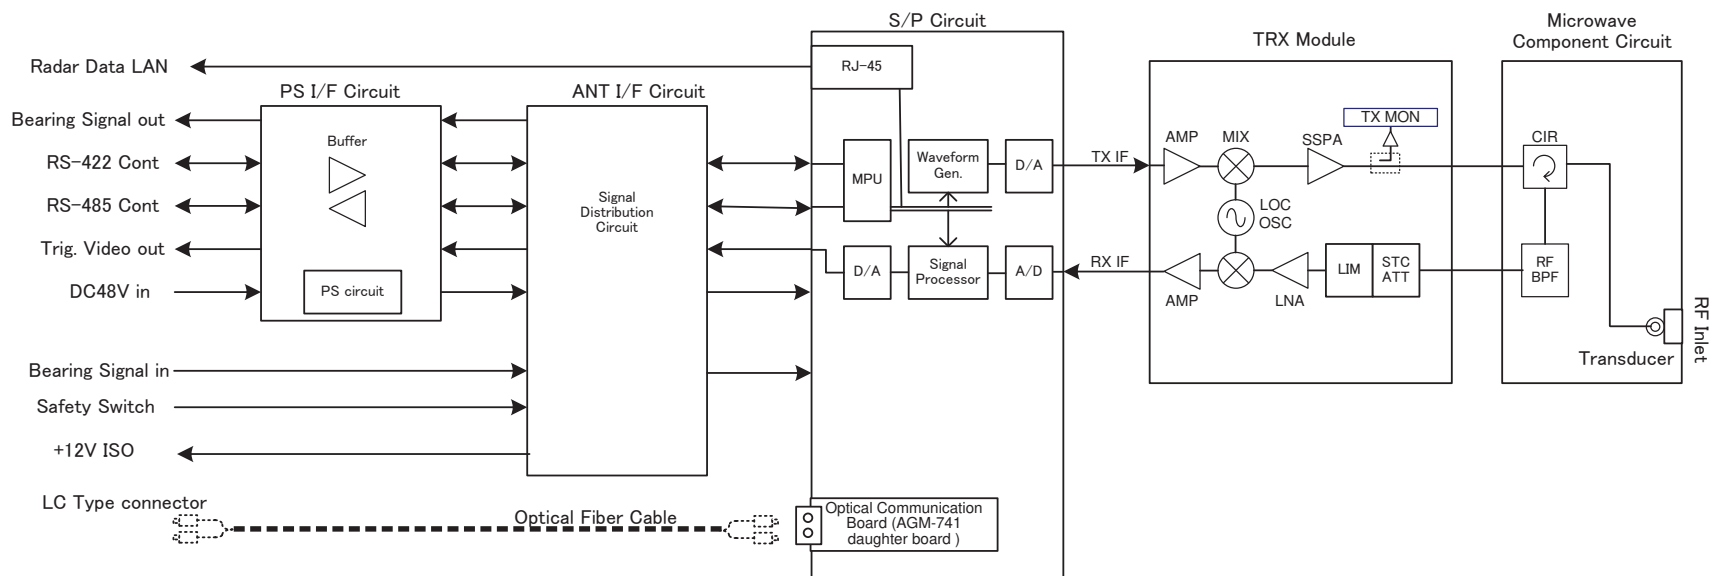 S/P Circuit
Microwave
Component Circuit
TRX Module
Radar Data LAN
RJ-45
PS I/F Circuit
ANT I/F Circuit
Bearing Signal out
RS-422 Cont
RS-485 Cont
Trig. Video out
DC48V in
Buffer
PS circuit
Signal
Distribution
Circuit
MPU
Waveform
Gen.
D/A
TX IF
AMP
MIX
SSPA
TX MON
CIR
LOC
OSC
D/A
Signal
Processor
A/D
RX IF
AMP
LNA
LIM
STC
ATT
RF
BPF
RF Inlet
Transducer
Bearing Signal in
Safety Switch
+12V ISO
LC Type connector
Optical Fiber Cable
Optical Communication
Board (AGM-741
daughter board )